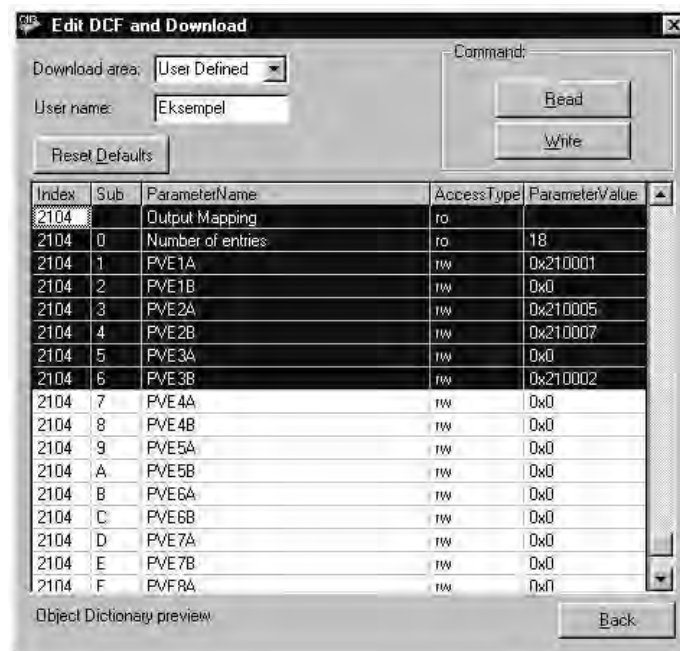 Edit DCF and Download
Download area: User Defined
User name: Eksempel
Command:
Read
Write
Reset Defaults
Index Sub ParameterName AccessType ParameterValue
2104 Output Mapping ro
2104 0 Number of entries ro 18
2104 1 PVE1A rw 0x210001
2104 2 PVE1B rw 0x0
2104 3 PVE2A rw 0x210005
2104 4 PVE2B rw 0x210007
2104 5 PVE3A rw 0x0
2104 6 PVE3B rw 0x210002
2104 7 PVE4A rw 0x0
2104 8 PVE4B rw 0x0
2104 9 PVE5A rw 0x0
2104 A PVE5B rw 0x0
2104 B PVE6A rw 0x0
2104 C PVE6B rw 0x0
2104 D PVE7A rw 0x0
2104 E PVE7B rw 0x0
2104 F PVE8A rw 0x0
Object Dictionary preview
Back